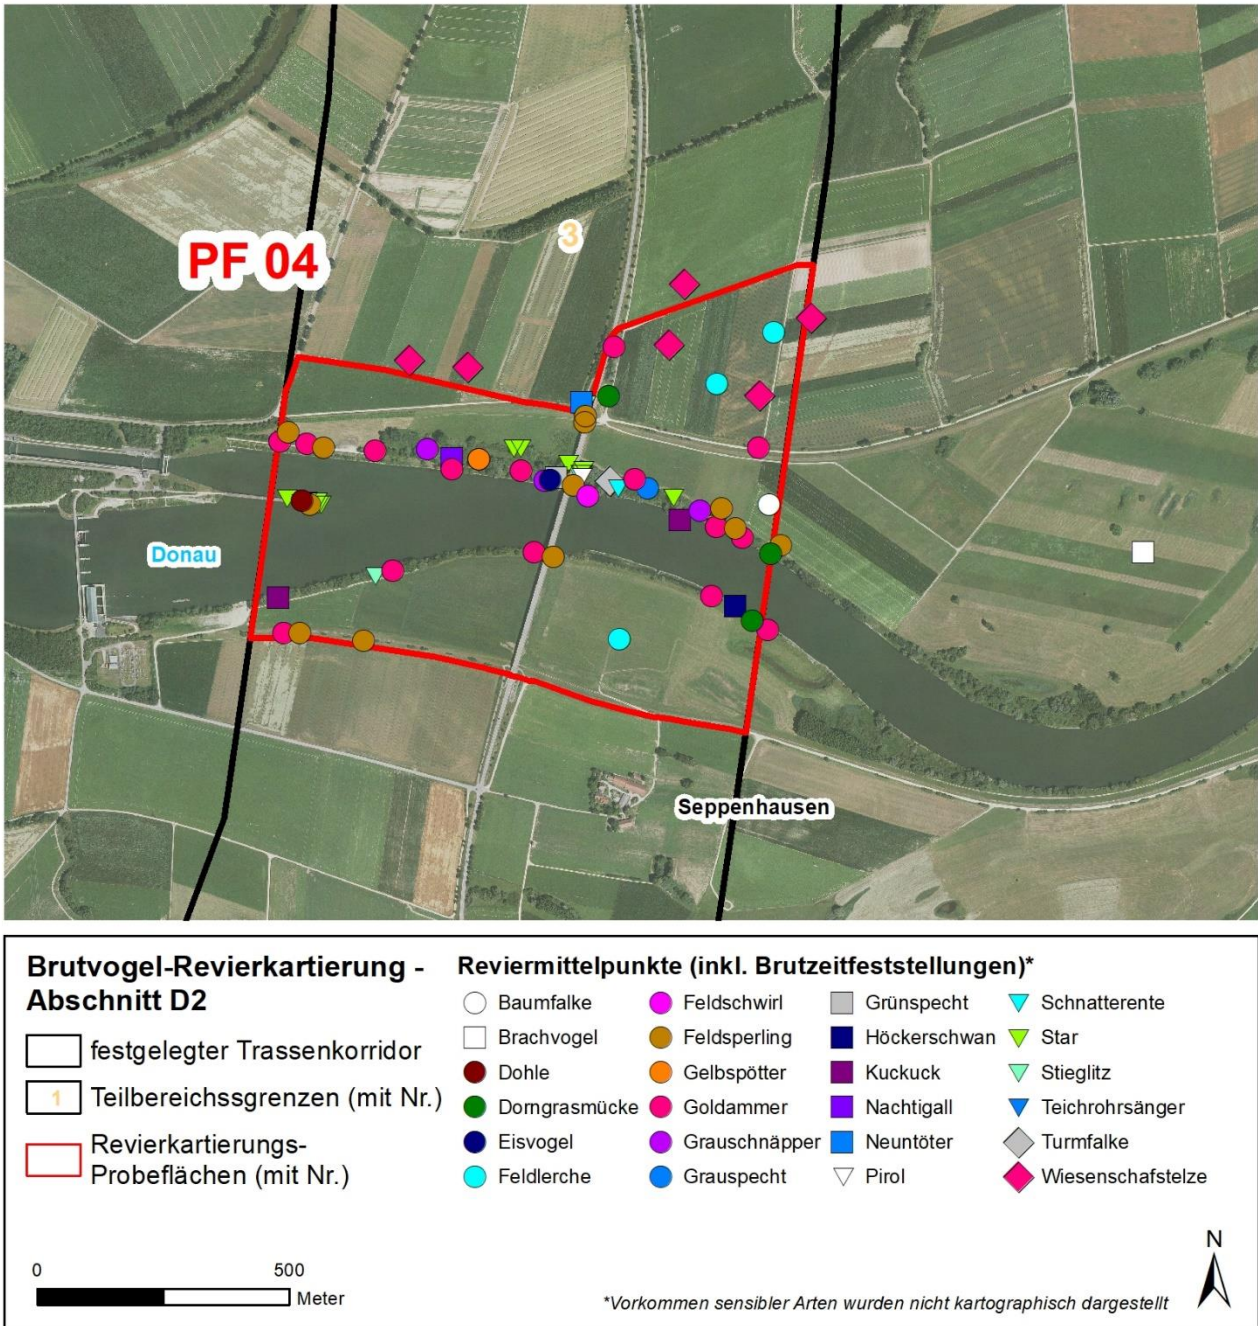 3
PF 04
Donau
Seppenhausen
Brutvogel-Revierkartierung -
Abschnitt D2
festgelegter Trassenkorridor
1 Teilbereichssgrenzen (mit Nr.)
Revierkartierungs-
Probeflächen (mit Nr.)
0 500
Meter
Reviermittelpunkte (inkl. Brutzeitfeststellungen)*
Baumfalke
Brachvogel
Dohle
Dorngrasmücke
Eisvogel
Feldlerche
Feldschwirl
Feldsperling
Gelbspötter
Goldammer
Grauschnäpper
Grauspecht
Grünspecht
Höckerschwan
Kuckuck
Nachtigall
Neuntöter
Pirol
Schnatterente
Star
Stieglitz
Teichrohrsänger
Turmfalke
Wiesenschafstelze
N
*Vorkommen sensibler Arten wurden nicht kartographisch dargestellt